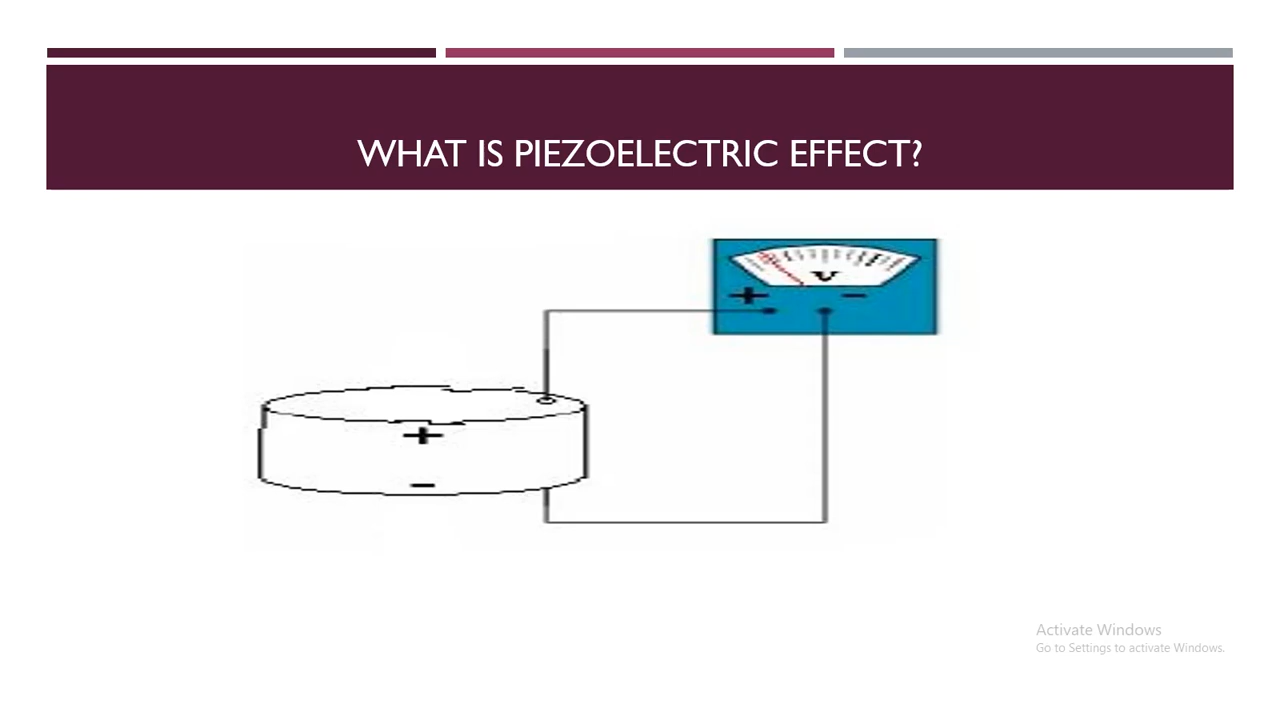 WHAT IS PIEZOELECTRIC EFFECT?
V
+ −
+
−
Activate Windows
Go to Settings to activate Windows.